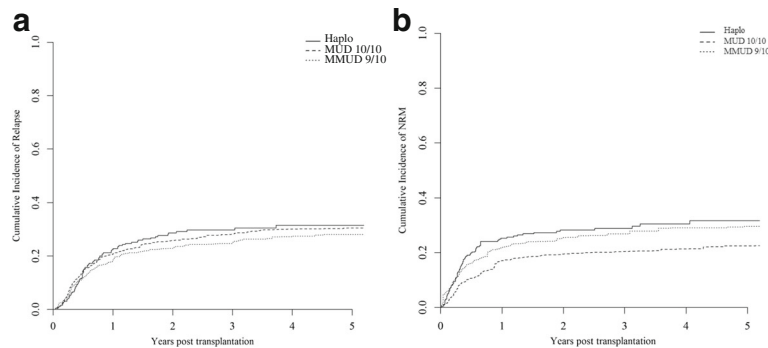 a
Haplo
MUD 10/10
MMUD 9/10
Cumulative Incidence of Relapse
1.0
0.8
0.6
0.4
0.2
0.0
0 1 2 3 4 5
Years post transplantation
b
Haplo
MUD 10/10
MMUD 9/10
Cumulative Incidence of NRM
1.0
0.8
0.6
0.4
0.2
0.0
0 1 2 3 4 5
Years post transplantation